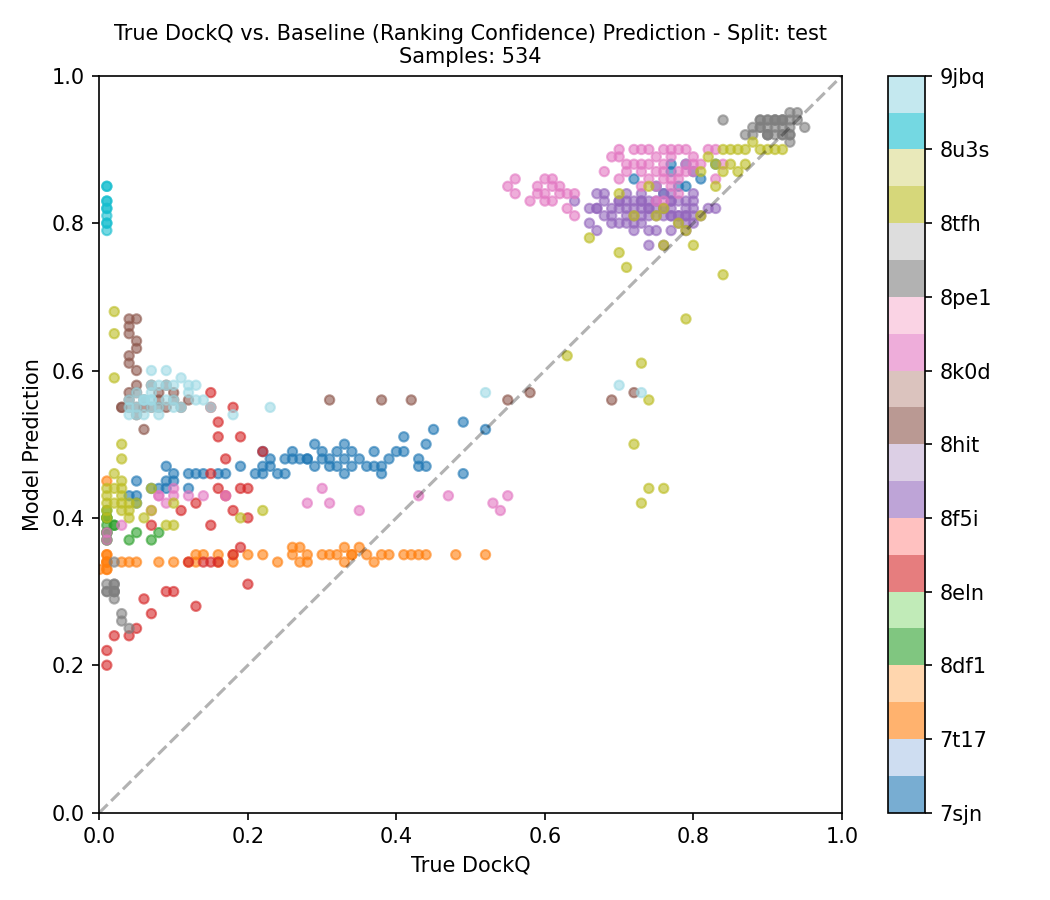 True DockQ vs. Baseline (Ranking Confidence) Prediction - Split: test
Samples: 534
1.0
0.8
0.6
0.4
0.2
0.0
Model Prediction
0.0 0.2 0.4 0.6 0.8 1.0
True DockQ
9jbq
8u3s
8tfh
8pe1
8k0d
8hit
8f5i
8eln
8df1
7t17
7sjn